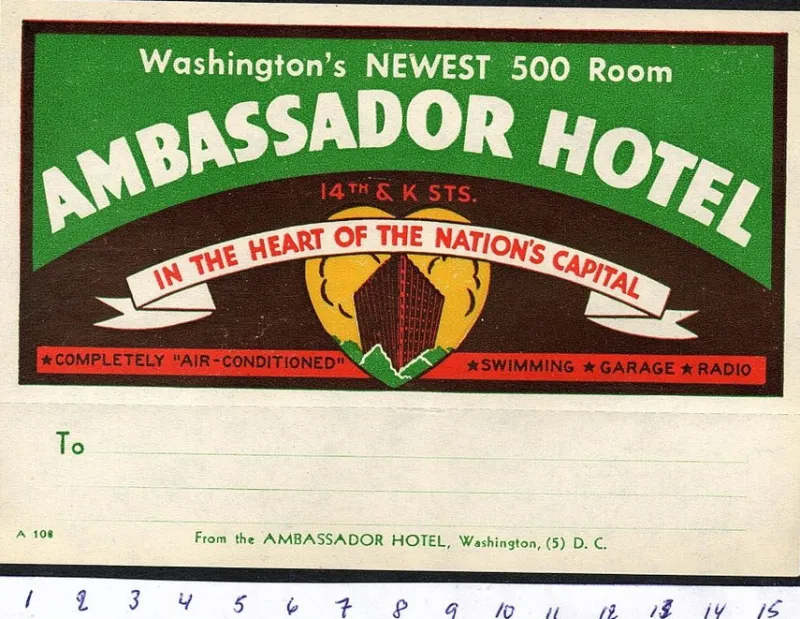 Washington's NEWEST 500 Room
AMBASSADOR HOTEL
14TH & K STS.
IN THE HEART OF THE NATION'S CAPITAL
★COMPLETELY "AIR-CONDITIONED" ★SWIMMING ★GARAGE ★RADIO
To
A 108
From the AMBASSADOR HOTEL, Washington, (5) D. C.
1 2 3 4 5 6 7 8 9 10 11 12 13 14 15